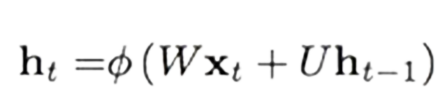 h_t =ϕ(Wx_t + Uh_{t−1})